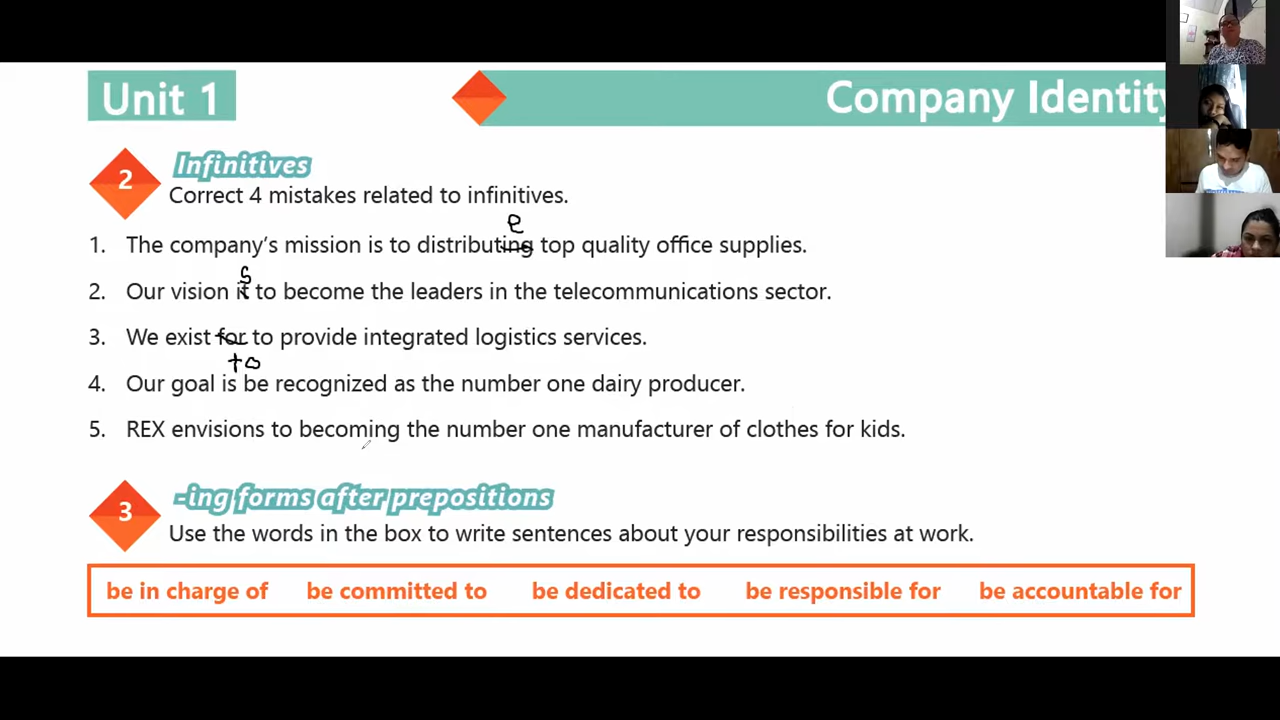 Unit 1
Company Identity
2
Infinitives
Correct 4 mistakes related to infinitives.
e
1. The company's mission is to distributing top quality office supplies.
s
2. Our vision it to become the leaders in the telecommunications sector.
3. We exist for to provide integrated logistics services.
to
4. Our goal is be recognized as the number one dairy producer.
5. REX envisions to becoming the number one manufacturer of clothes for kids.
3
-ing forms after prepositions
Use the words in the box to write sentences about your responsibilities at work.
be in charge of be committed to be dedicated to be responsible for be accountable for